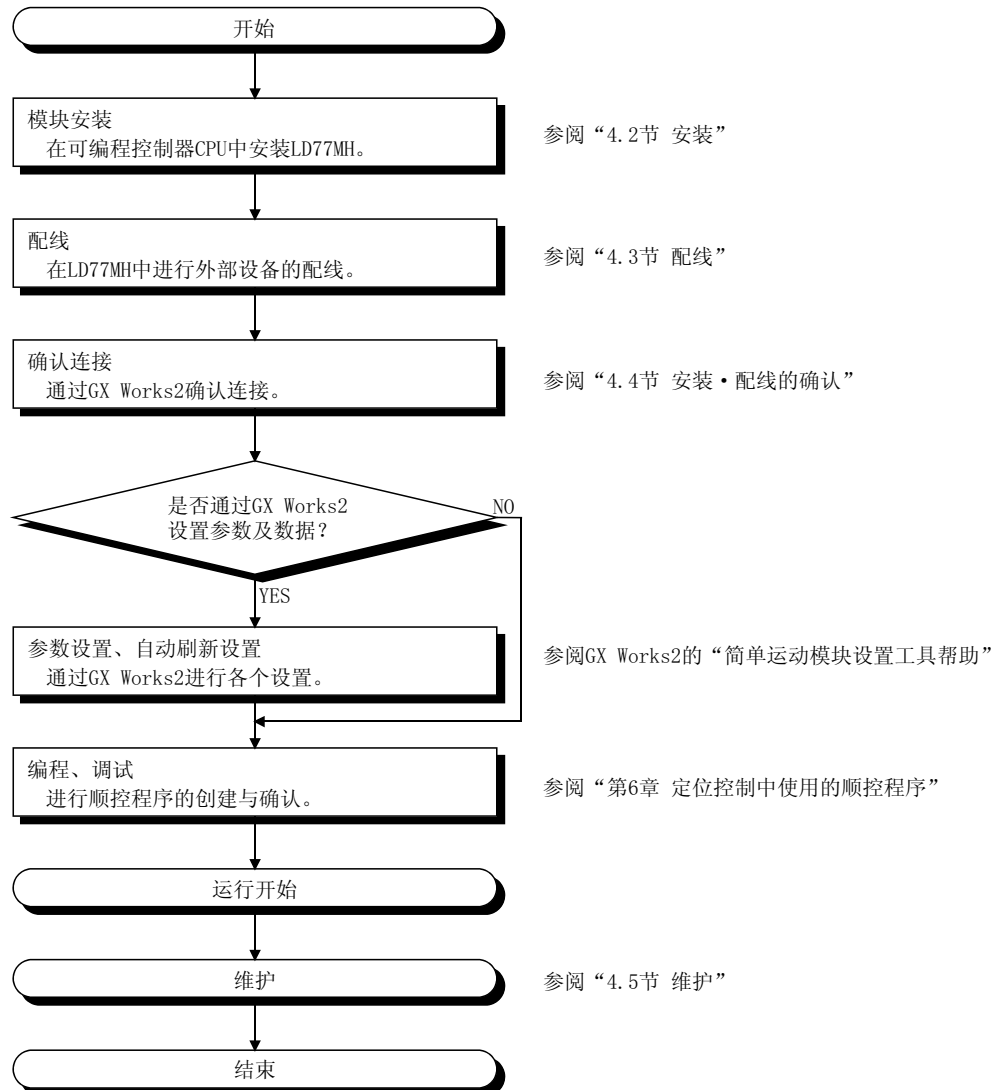 开始
模块安装
在可编程控制器CPU中安装LD77MH。
参阅“4.2节 安装”
配线
在LD77MH中进行外部设备的配线。
参阅“4.3节 配线”
确认连接
通过GX Works2确认连接。
参阅“4.4节 安装·配线的确认”
是否通过GX Works2
设置参数及数据？
NO
YES
参数设置、自动刷新设置
通过GX Works2进行各个设置。
参阅GX Works2的“简单运动模块设置工具帮助”
编程、调试
进行顺控程序的创建与确认。
参阅“第6章 定位控制中使用的顺控程序”
运行开始
维护
参阅“4.5节 维护”
结束